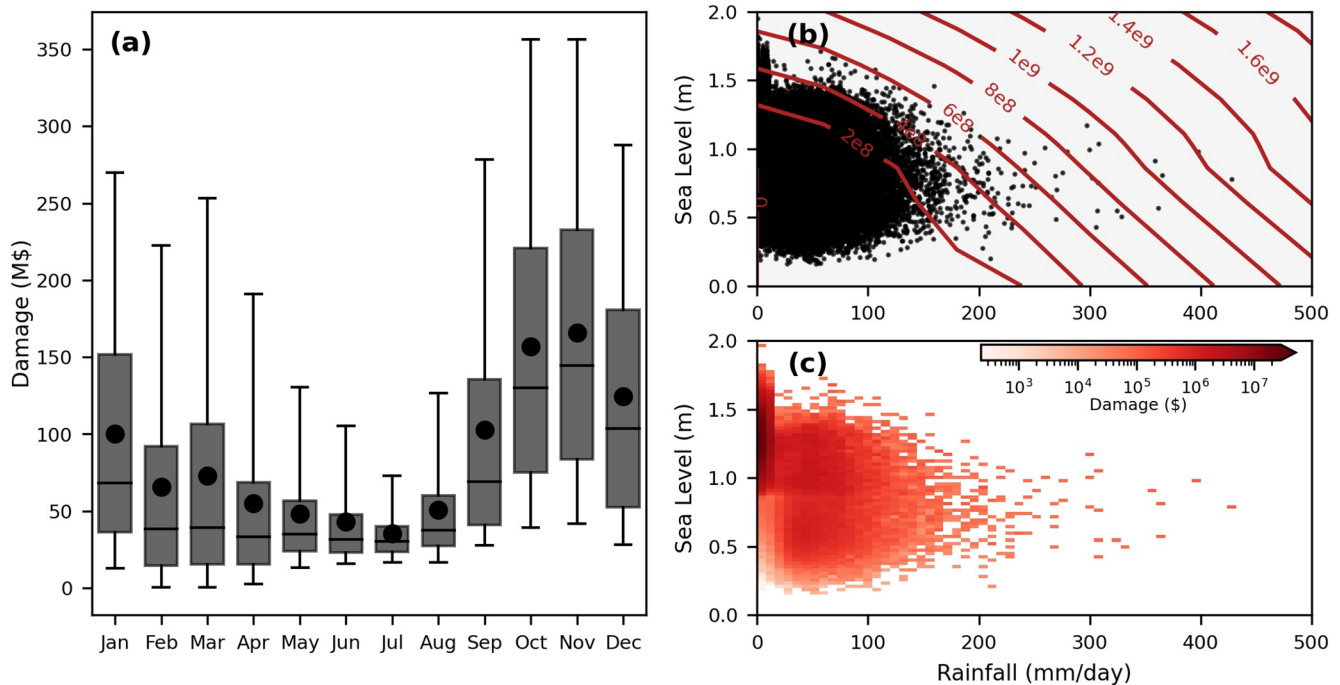 (a)
Damage (M$)
350
300
250
200
150
100
50
0
Jan Feb Mar Apr May Jun Jul Aug Sep Oct Nov Dec
(b)
Sea Level (m)
2.0
1.5
1.0
0.5
0.0
0 100 200 300 400 500
0
2e8
4e8
6e8
8e8
1e9
1.2e9
1.4e9
1.6e9
(c)
Sea Level (m)
2.0
1.5
1.0
0.5
0.0
10³ 10⁴ 10⁵ 10⁶ 10⁷
Damage ($)
0 100 200 300 400 500
Rainfall (mm/day)